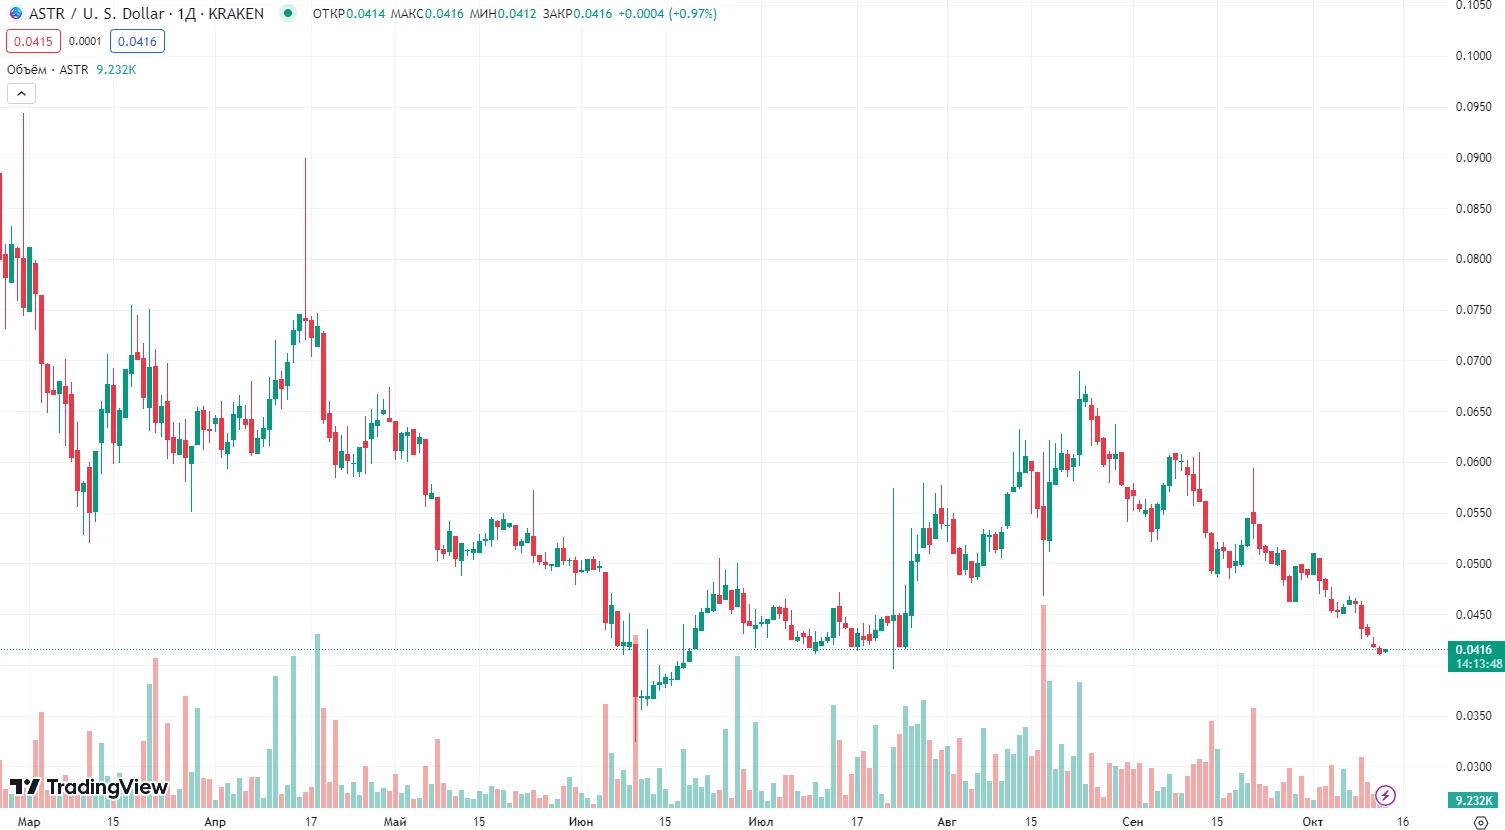 ASTR / U. S. Dollar · 1Д · KRAKEN ОТКР0.0414 МАКС0.0416 МИН0.0412 ЗАКР0.0416 +0.0004 (+0.97%)
0.0415 0.0001 0.0416
Объём · ASTR 9.232K
0.1050
0.1000
0.0950
0.0900
0.0850
0.0800
0.0750
0.0700
0.0650
0.0600
0.0550
0.0500
0.0450
0.0416
14:13:48
0.0350
0.0300
9.232K
TradingView
Мар 15 Апр 17 Май 15 Июн 15 Июл 17 Авг 15 Сен 15 Окт 16